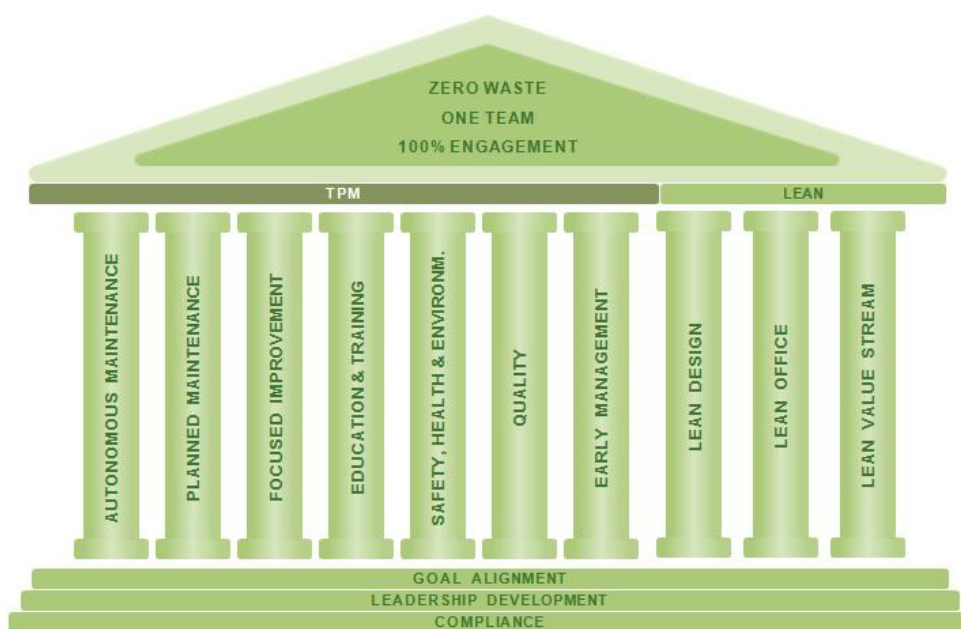 ZERO WASTE
ONE TEAM
100% ENGAGEMENT
TPM
LEAN
AUTONOMOUS MAINTENANCE
PLANNED MAINTENANCE
FOCUSED IMPROVEMENT
EDUCATION & TRAINING
SAFETY, HEALTH & ENVIRONM.
QUALITY
EARLY MANAGEMENT
LEAN DESIGN
LEAN OFFICE
LEAN VALUE STREAM
GOAL ALIGNMENT
LEADERSHIP DEVELOPMENT
COMPLIANCE